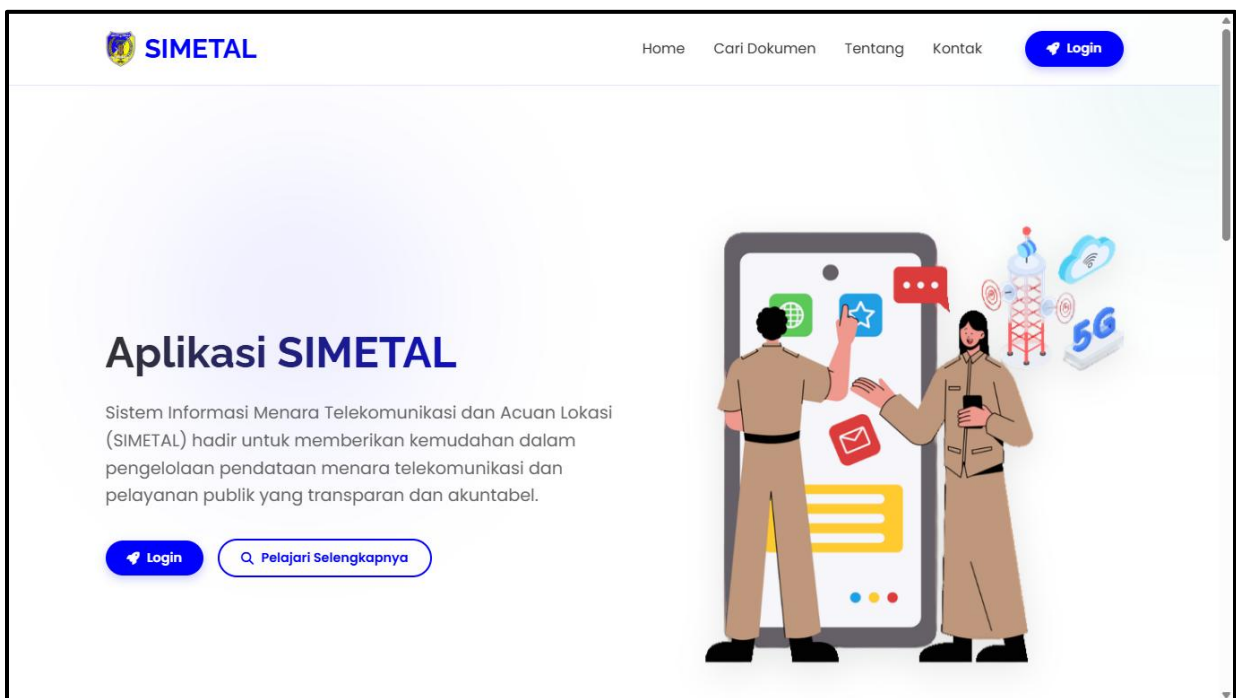 SIMETAL
Home Cari Dokumen Tentang Kontak Login
Aplikasi SIMETAL
Sistem Informasi Menara Telekomunikasi dan Acuan Lokasi
(SIMETAL) hadir untuk memberikan kemudahan dalam
pengelolaan pendataan menara telekomunikasi dan
pelayanan publik yang transparan dan akuntabel.
Login Pelajari Selengkapnya
5G